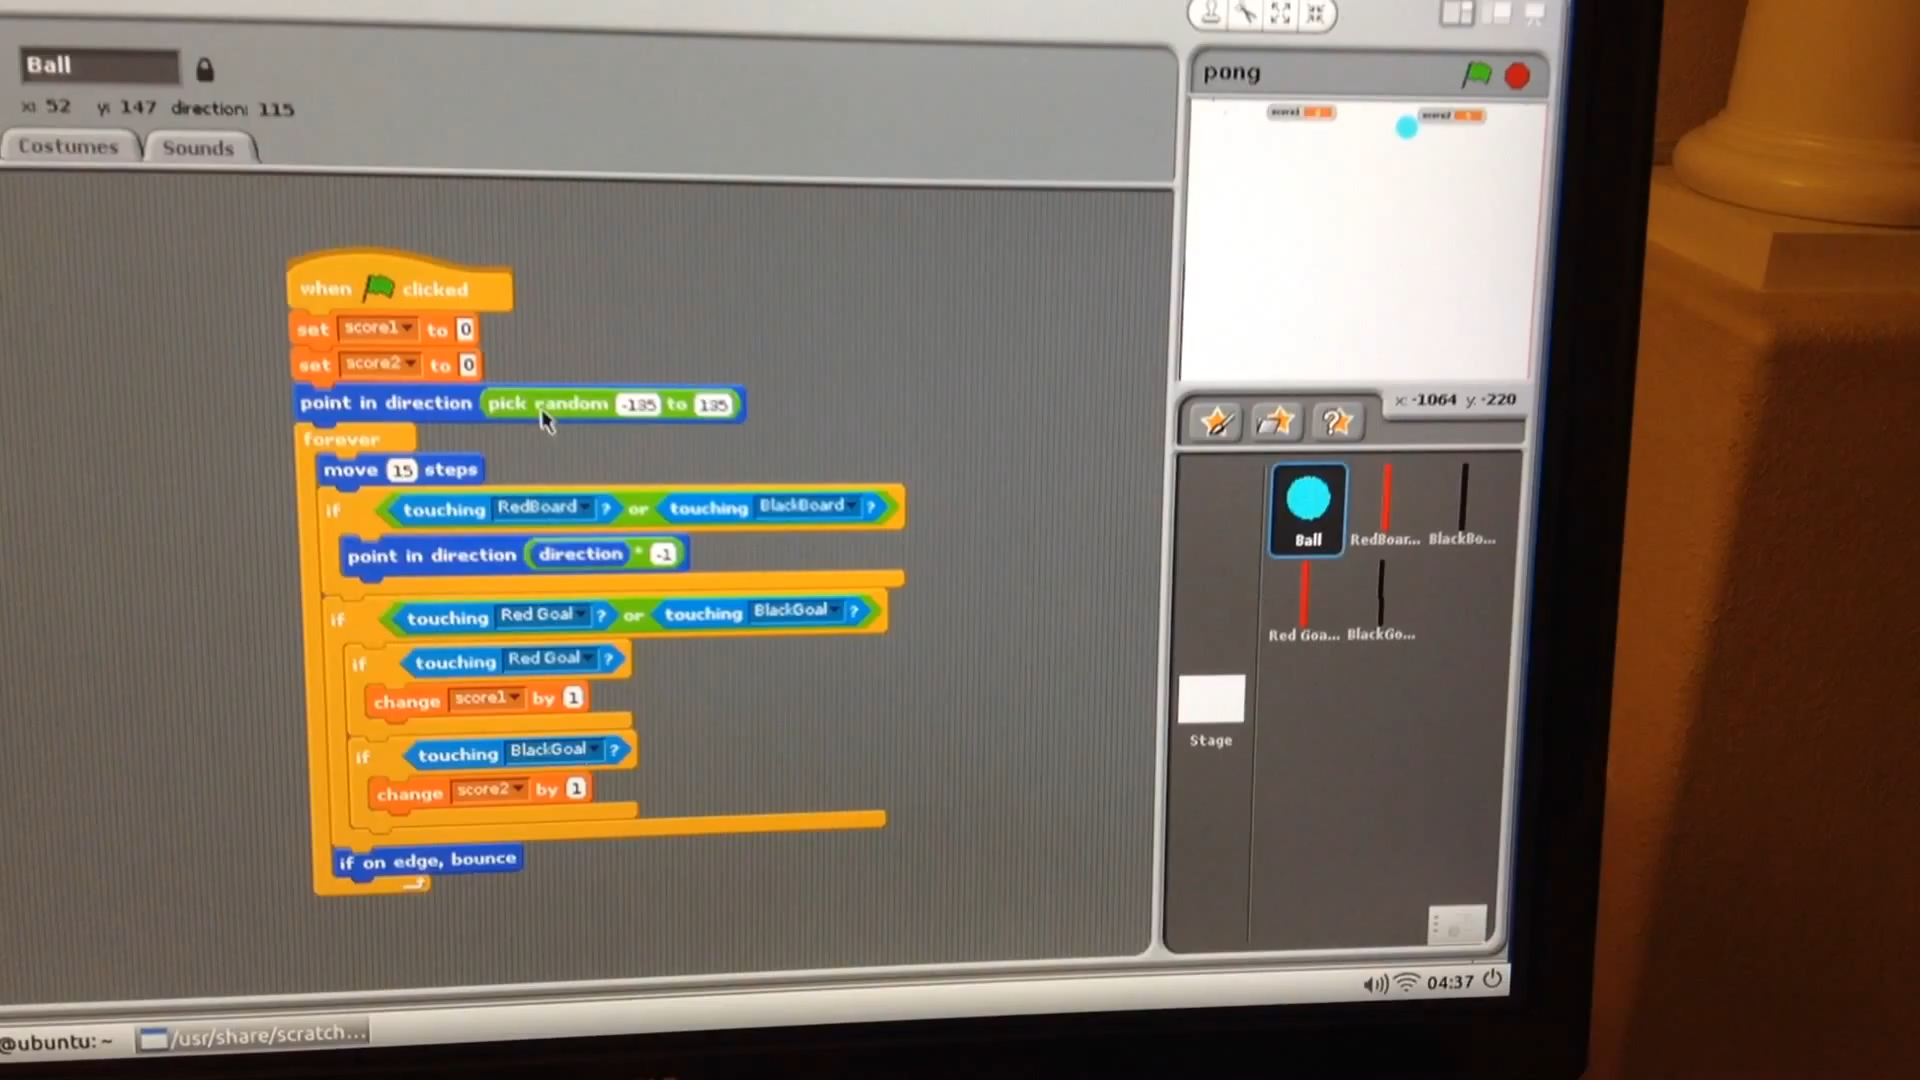 Ball
x: 52 y: 147 direction: 115
Costumes
Sounds
when clicked
set score1 to 0
set score2 to 0
point in direction pick random -135 to 135
forever
move 15 steps
if touching RedBoard ? or touching BlackBoard ?
point in direction direction * -1
if touching Red Goal ? or touching BlackGoal ?
if touching Red Goal ?
change score1 by 1
if touching BlackGoal ?
change score2 by 1
if on edge, bounce
pong
score1
score2
x: -1064 y: -220
Ball
RedBoar...
BlackBo...
Red Goa...
BlackGo...
Stage
04:37
@ubuntu: ~
/usr/share/scratch...